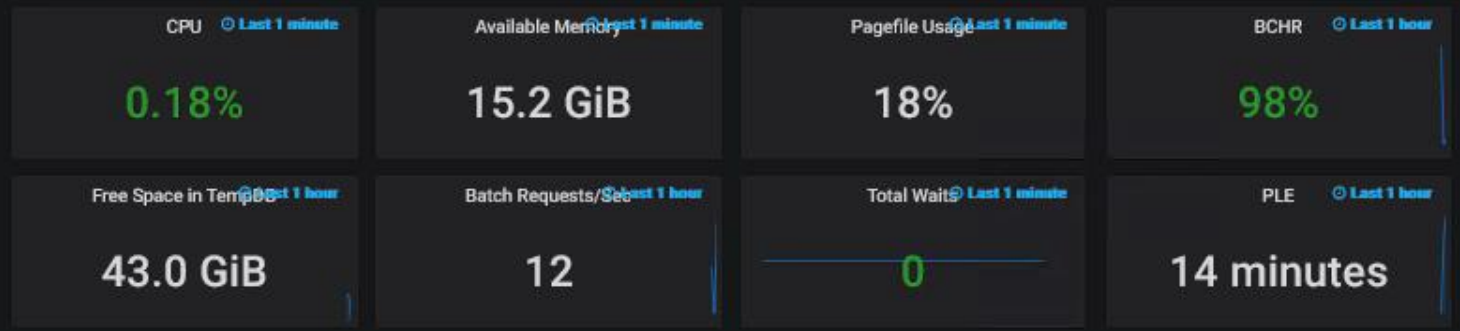 CPU Last 1 minute
0.18%
Available Memory Last 1 minute
15.2 GiB
Pagefile Usage Last 1 minute
18%
BCHR Last 1 hour
98%
Free Space in TempDB Last 1 hour
43.0 GiB
Batch Requests/Sec Last 1 hour
12
Total Waits Last 1 minute
0
PLE Last 1 hour
14 minutes